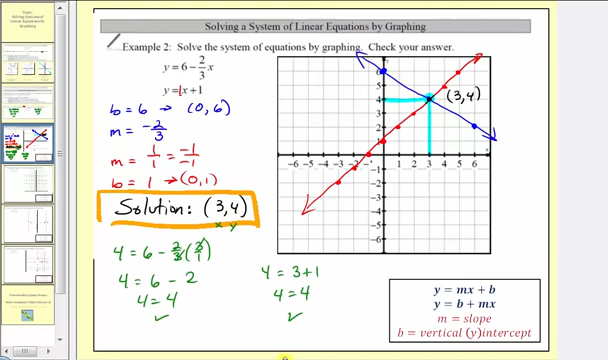 Solving a System of Linear Equations by Graphing
Example 2: Solve the system of equations by graphing. Check your answer.
y = 6 - 2/3 x
y = 1x + 1
b = 6 → (0, 6)
m = -2/3
m = 1/1 = -1/-1
b = 1 → (0, 1)
Solution: (3, 4)
x y
4 = 6 - 2/3 (3/1)
4 = 6 - 2
4 = 4
✓
4 = 3 + 1
4 = 4
✓
(3, 4)
6
5
4
3
2
1
-6 -5 -4 -3 -2 -1 1 2 3 4 5 6
-1
-2
-3
-4
-5
-6
y = mx + b
y = b + mx
m = slope
b = vertical (y) intercept